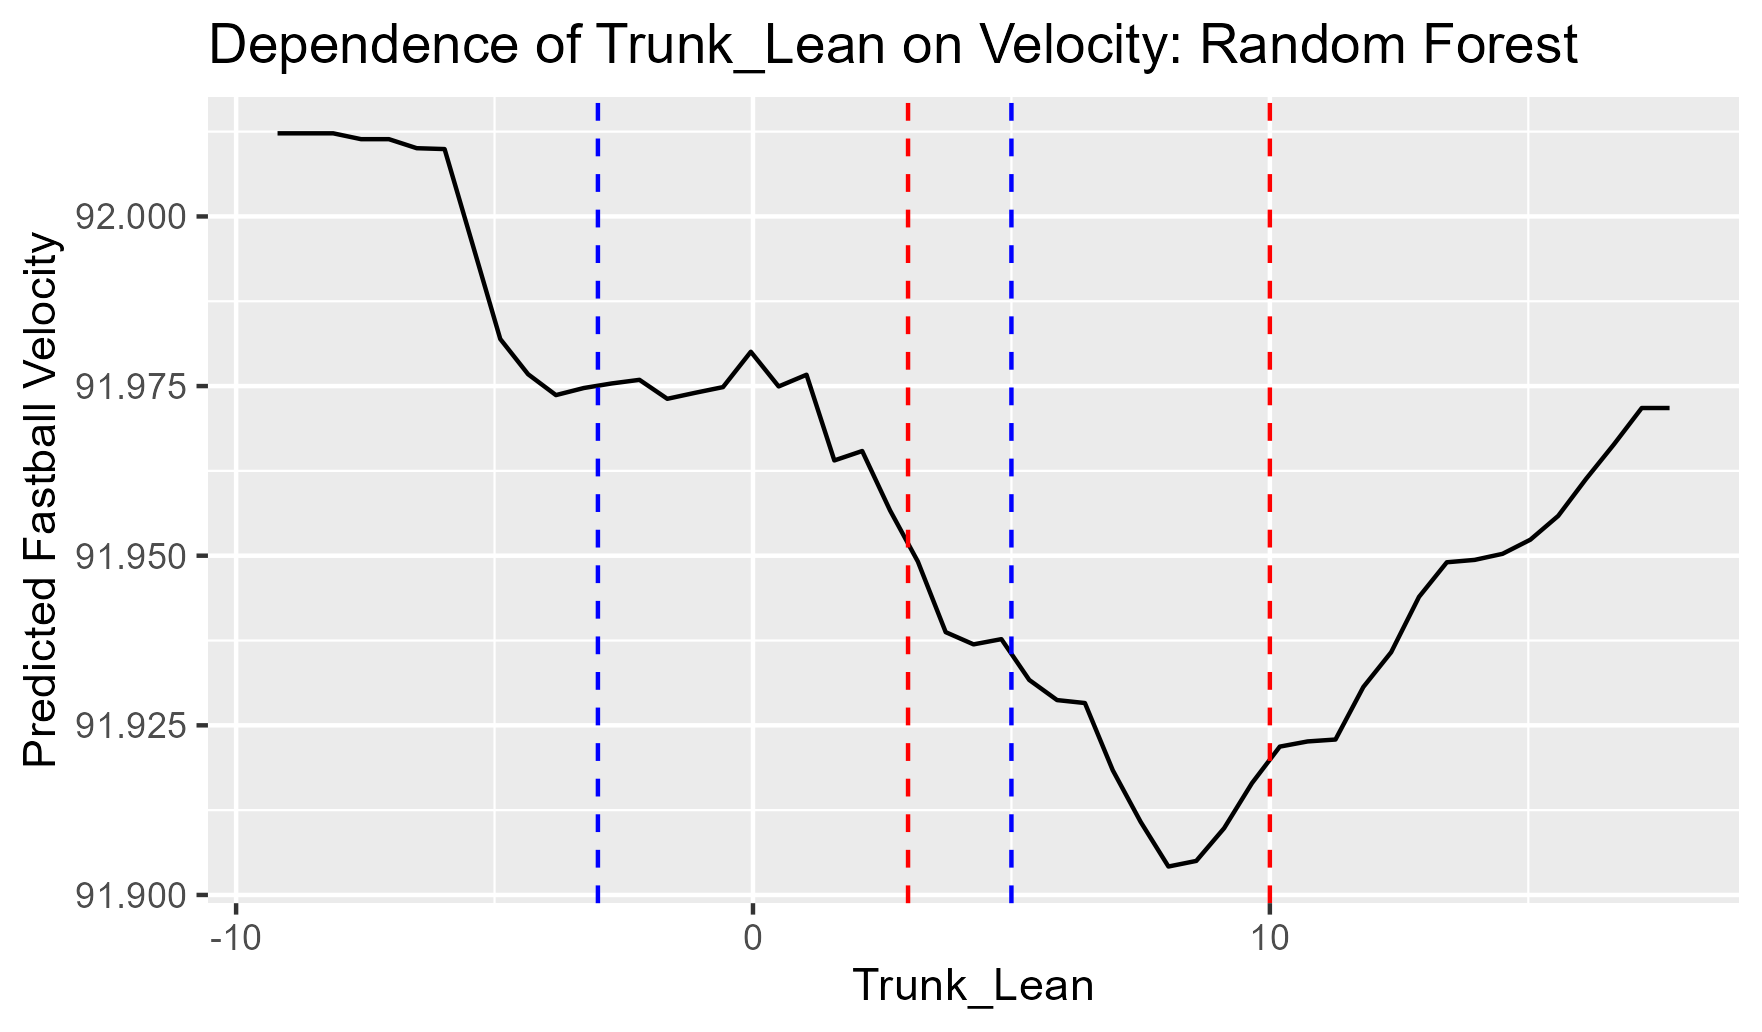 Dependence of Trunk_Lean on Velocity: Random Forest
Predicted Fastball Velocity
92.000
91.975
91.950
91.925
91.900
-10
0
10
Trunk_Lean